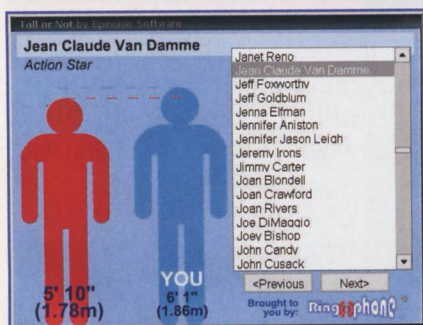 Tall or Not by Epinoias Software
Jean Claude Van Damme
Action Star
Janet Reno
Jean Claude Van Damme
Jeff Foxworthy
Jeff Goldblum
Jenna Elfman
Jennifer Aniston
Jennifer Jason Leigh
Jeremy Irons
Jimmy Carter
Joan Blondell
Joan Crawford
Joan Rivers
Joe DiMaggio
Joey Bishop
John Candy
John Cusack
5' 10"
(1.78m)
YOU
6' 1"
(1.86m)
<Previous
Next>
Brought to
you by:
Ringophone